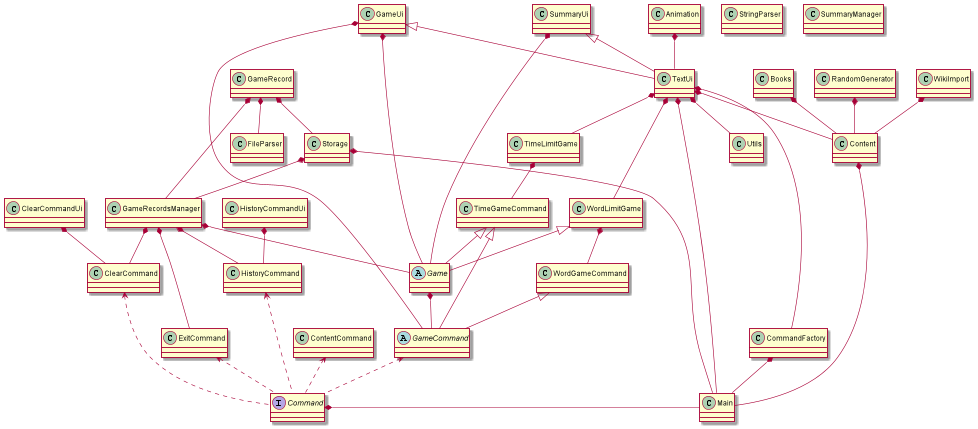 C GameUi
C SummaryUi
C Animation
C StringParser
C SummaryManager
C GameRecord
C TextUi
C Books
C RandomGenerator
C WikiImport
C FileParser
C Storage
C TimeLimitGame
C Utils
C Content
C ClearCommandUi
C GameRecordsManager
C HistoryCommandUi
C TimeGameCommand
C WordLimitGame
C ClearCommand
C HistoryCommand
A Game
C WordGameCommand
C ExitCommand
C ContentCommand
A GameCommand
C CommandFactory
I Command
C Main